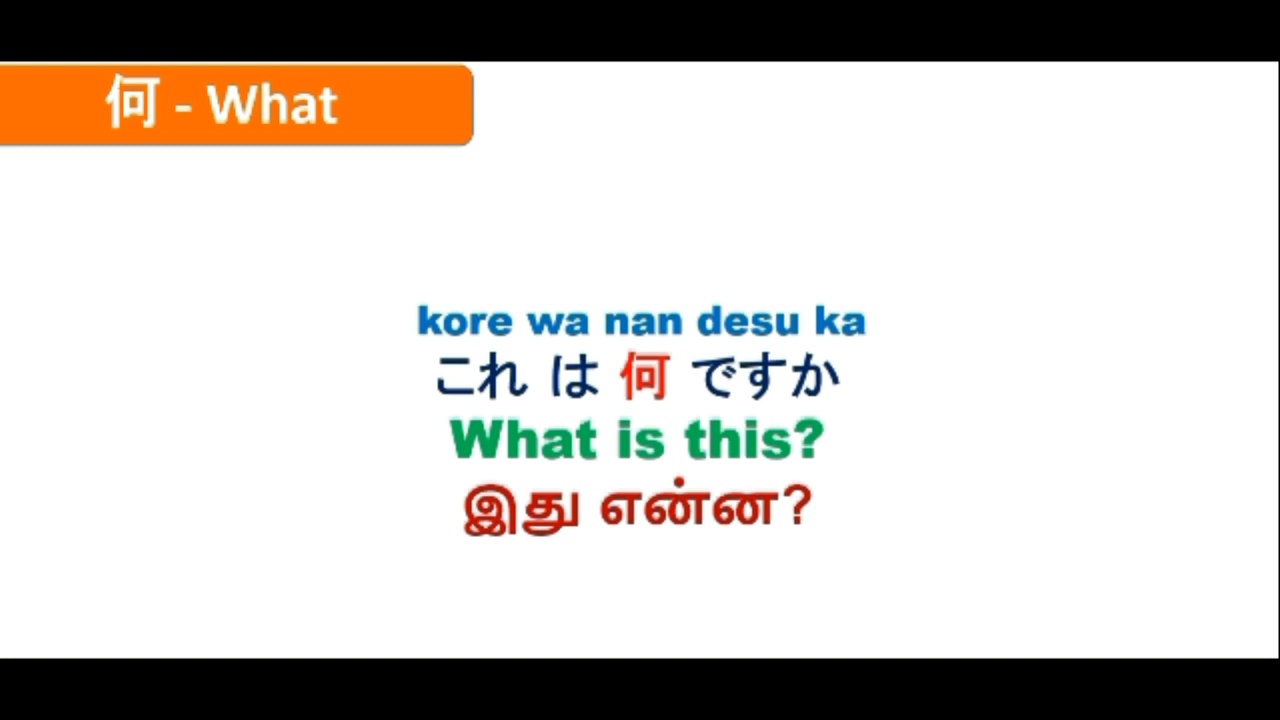 何 - What
kore wa nan desu ka
これ は 何 ですか
What is this?
இது என்ன?